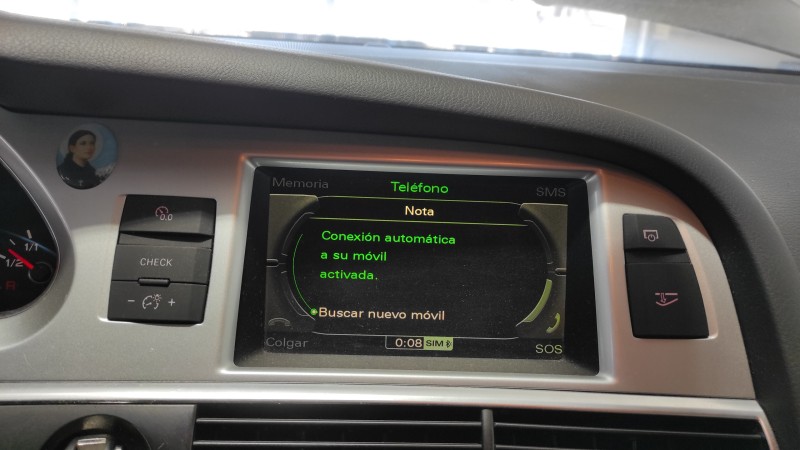 Memoria
Teléfono
SMS
Nota
Conexión automática
a su móvil
activada.
Buscar nuevo móvil
Colgar
0:08 SIM
SOS
0.0
CHECK
- +
1/1
1/2
R